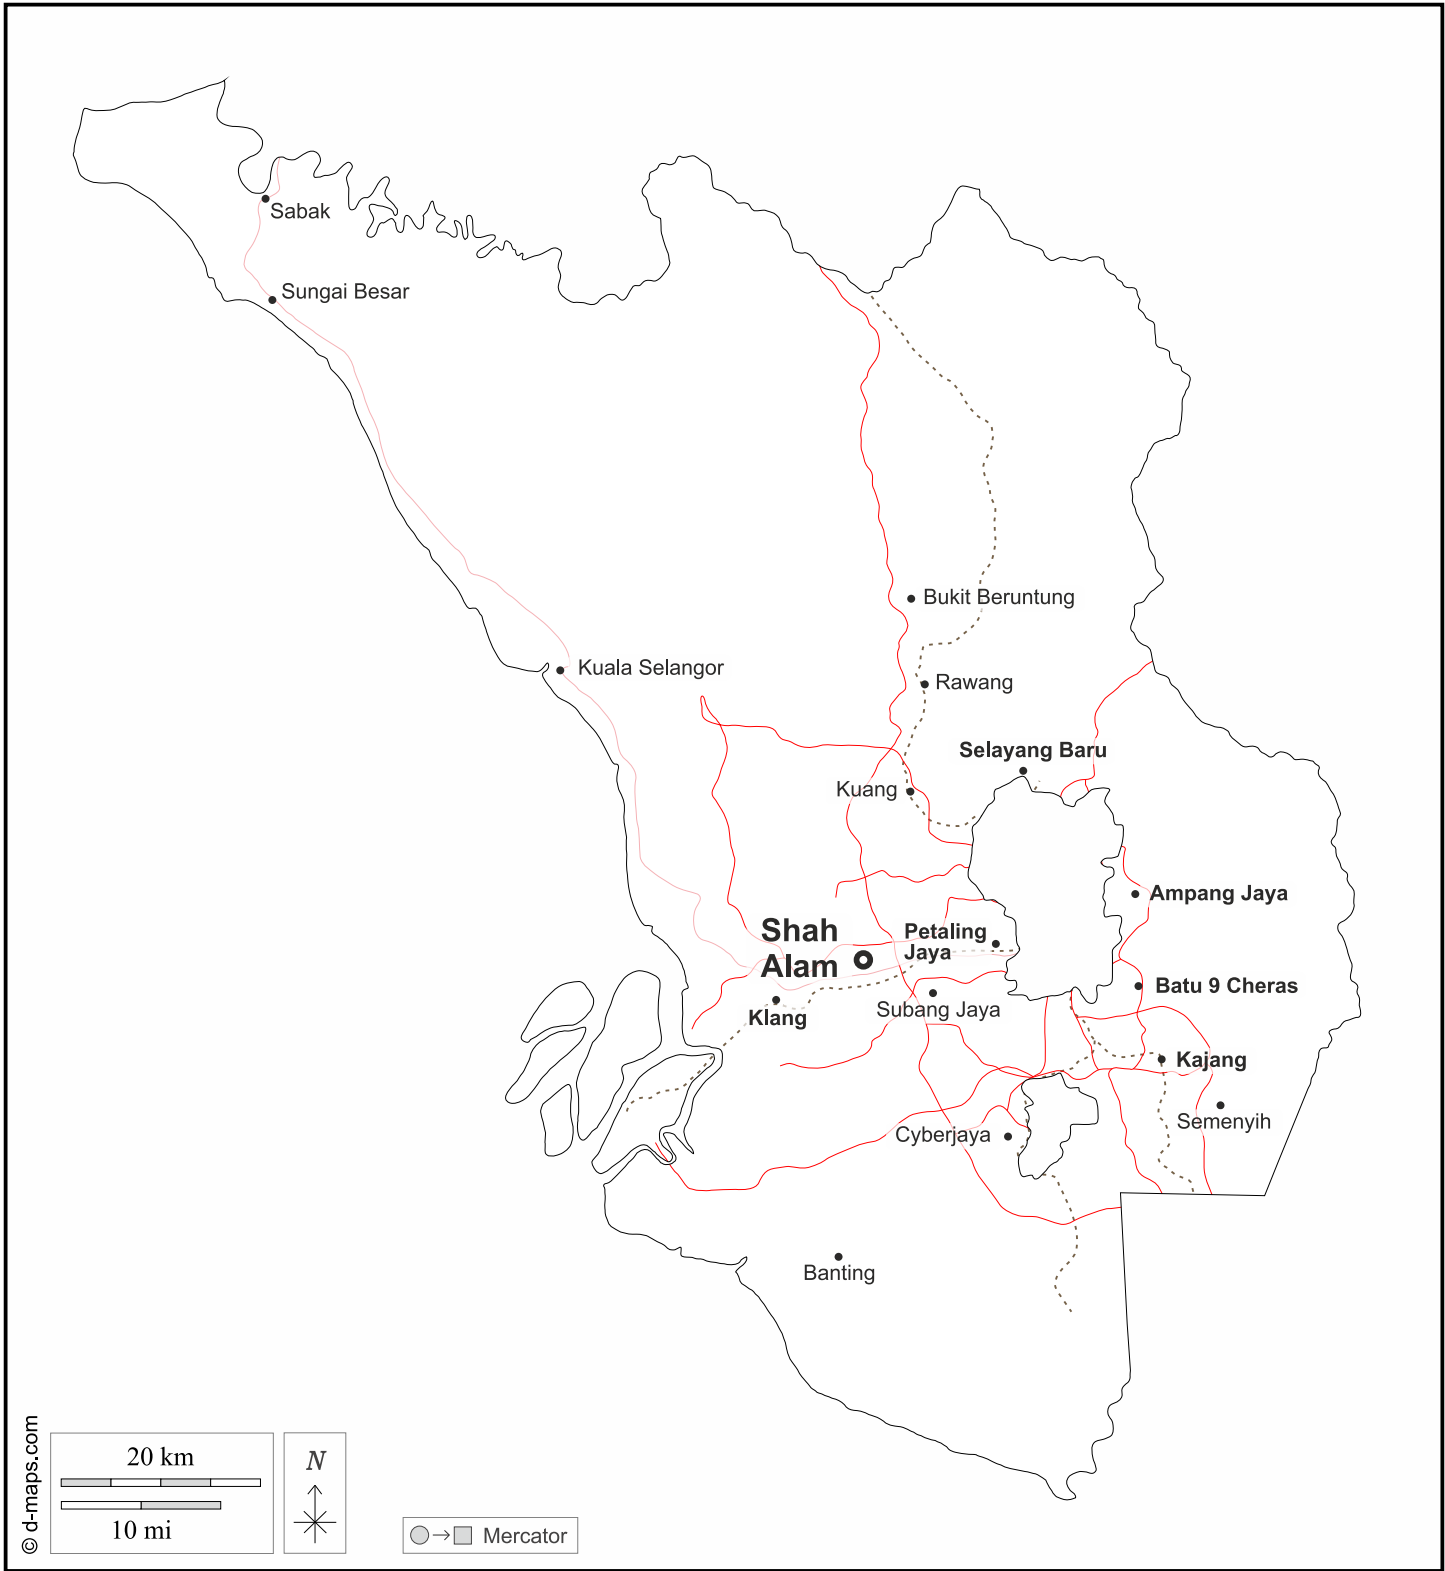 Sabak
Sungai Besar
Bukit Beruntung
Kuala Selangor
Rawang
Selayang Baru
Kuang
Ampang Jaya
Shah
Alam
Petaling
Jaya
Batu 9 Cheras
Subang Jaya
Klang
Kajang
Semenyih
Cyberjaya
Banting
© d-maps.com
20 km
10 mi
N
Mercator